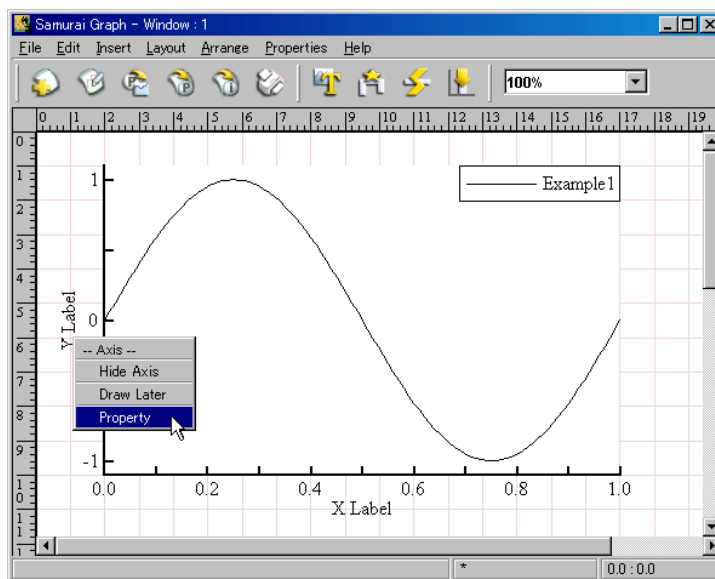 Samurai Graph - Window : 1
File Edit Insert Layout Arrange Properties Help
100%
0 1 2 3 4 5 6 7 8 9 10 11 12 13 14 15 16 17 18 19
0
1
2
3
4
5
6
7
8
9
10
11
1
Example1
Y Label
0
-- Axis --
Hide Axis
Draw Later
Property
-1
0.0 0.2 0.4 0.6 0.8 1.0
X Label
* 0.0 : 0.0